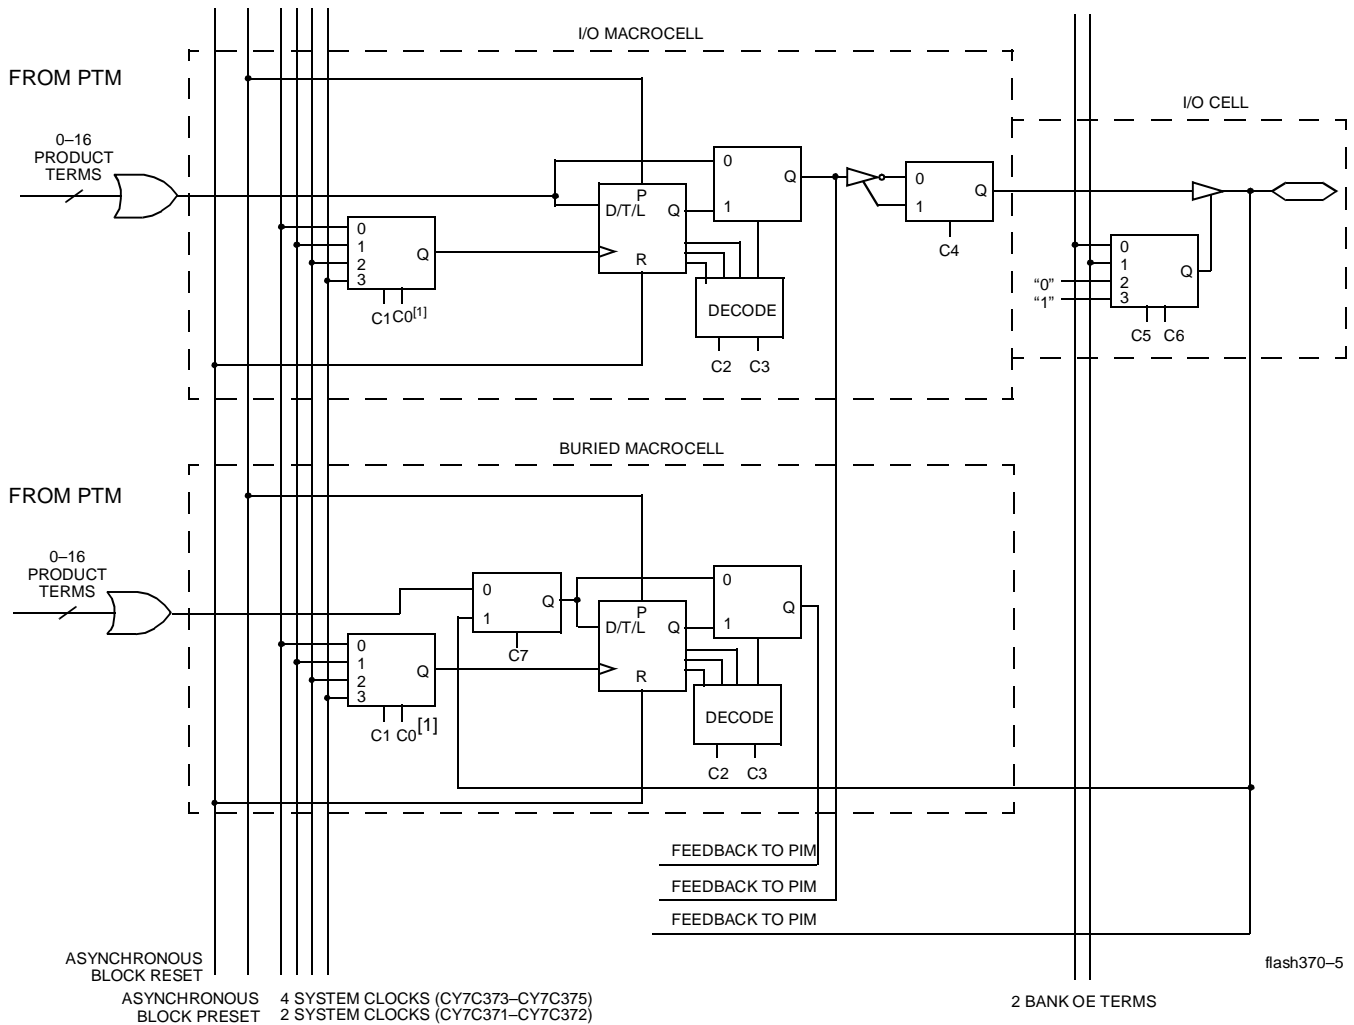 I/O MACROCELL
FROM PTM
0–16
PRODUCT
TERMS
0
1
2
3
Q
C1 C0[1]
P
D/T/L
Q
R
0
1
Q
DECODE
C2 C3
0
1
Q
C4
I/O CELL
"0"
"1"
0
1
2
3
Q
C5 C6
BURIED MACROCELL
FROM PTM
0–16
PRODUCT
TERMS
0
1
2
3
Q
C1 C0[1]
0
1
Q
C7
P
D/T/L
Q
R
0
1
Q
DECODE
C2 C3
FEEDBACK TO PIM
FEEDBACK TO PIM
FEEDBACK TO PIM
ASYNCHRONOUS
BLOCK RESET
ASYNCHRONOUS
BLOCK PRESET
4 SYSTEM CLOCKS (CY7C373–CY7C375)
2 SYSTEM CLOCKS (CY7C371–CY7C372)
2 BANK OE TERMS
flash370–5